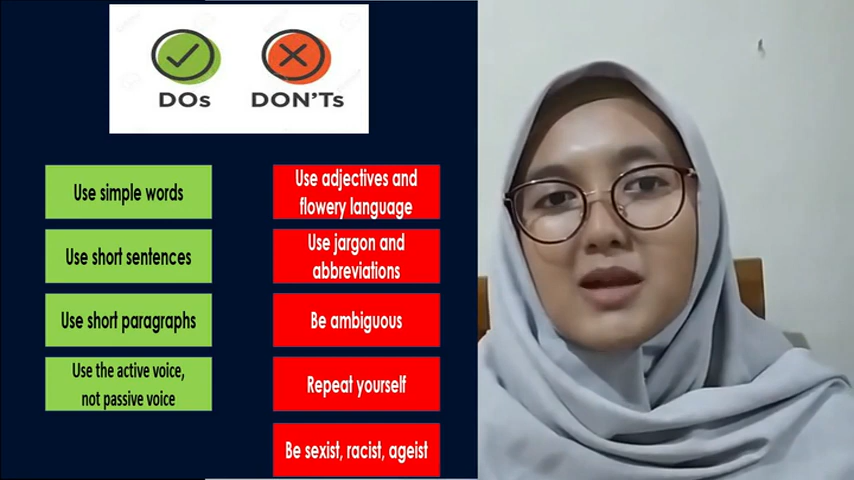 DOs
DON'Ts
Use simple words
Use short sentences
Use short paragraphs
Use the active voice,
not passive voice
Use adjectives and
flowery language
Use jargon and
abbreviations
Be ambiguous
Repeat yourself
Be sexist, racist, ageist